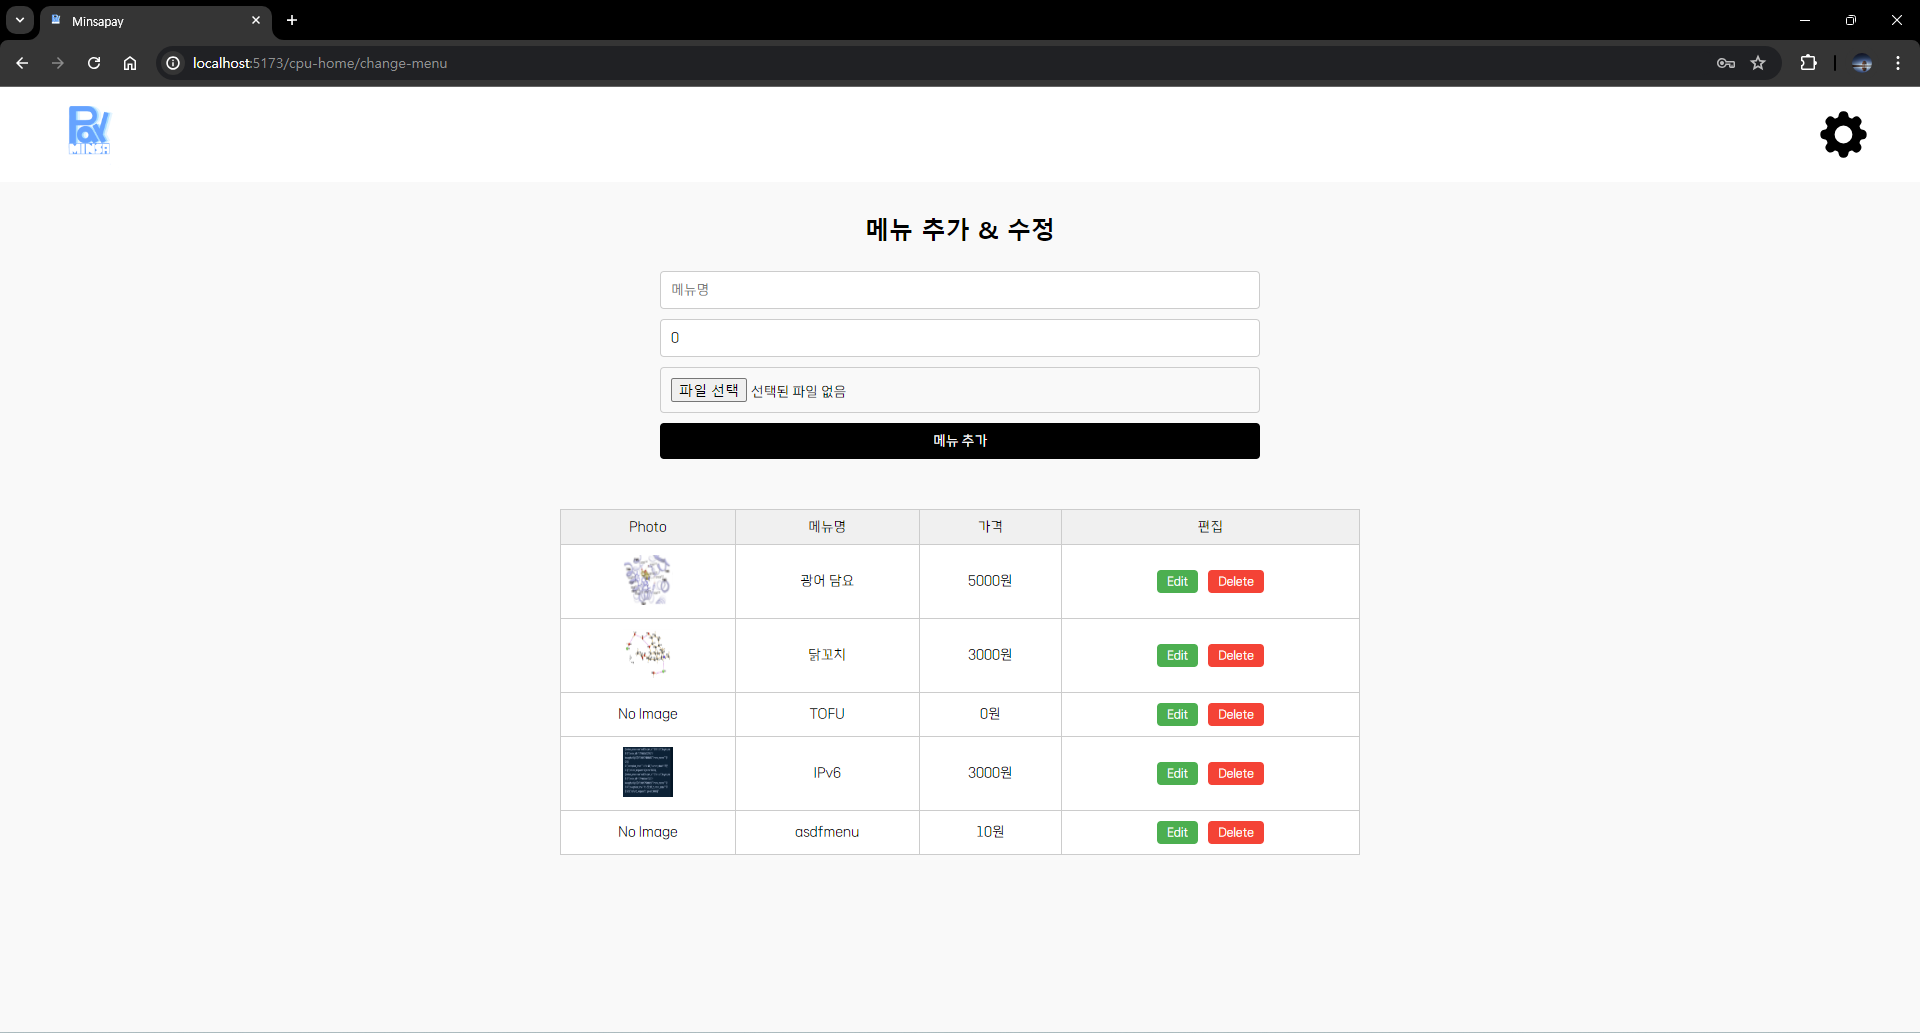 Minsapay
localhost:5173/cpu-home/change-menu
Pay
MINSA
메뉴 추가 & 수정
메뉴명
0
파일 선택 선택된 파일 없음
메뉴 추가
Photo 메뉴명 가격 편집
광어 담요 5000원 Edit Delete
닭꼬치 3000원 Edit Delete
No Image TOFU 0원 Edit Delete
IPv6 3000원 Edit Delete
No Image asdfmenu 10원 Edit Delete